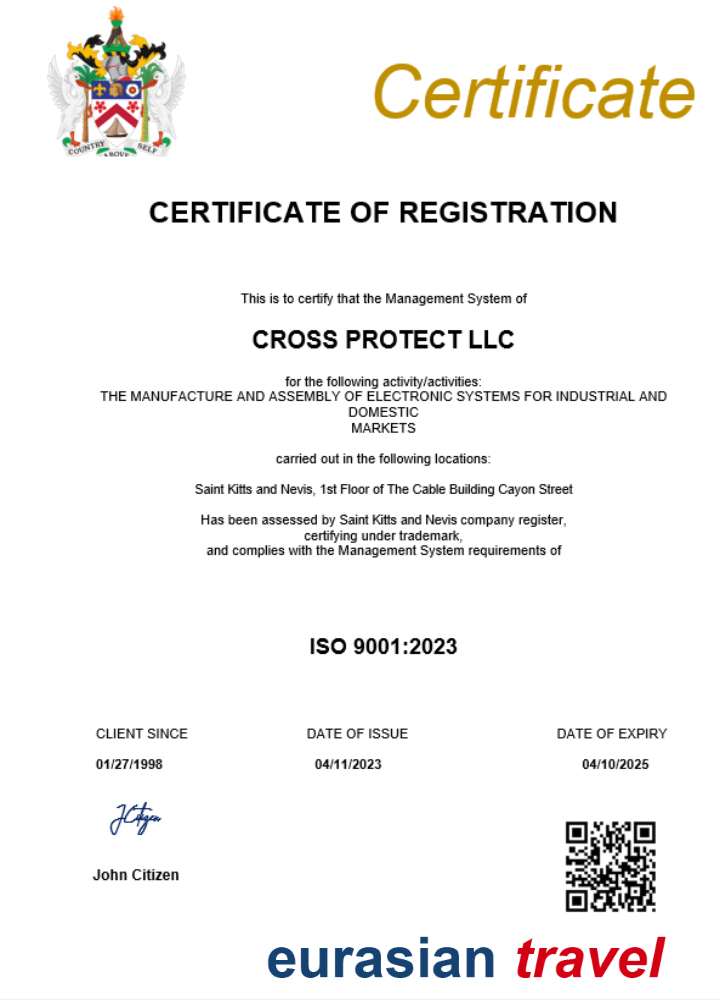 COUNTRY ABOVE SELF
Certificate
CERTIFICATE OF REGISTRATION
This is to certify that the Management System of
CROSS PROTECT LLC
for the following activity/activities:
THE MANUFACTURE AND ASSEMBLY OF ELECTRONIC SYSTEMS FOR INDUSTRIAL AND
DOMESTIC
MARKETS
carried out in the following locations:
Saint Kitts and Nevis, 1st Floor of The Cable Building Cayon Street
Has been assessed by Saint Kitts and Nevis company register,
certifying under trademark,
and complies with the Management System requirements of
ISO 9001:2023
CLIENT SINCE DATE OF ISSUE DATE OF EXPIRY
01/27/1998 04/11/2023 04/10/2025
JCitizen
John Citizen
eurasian travel